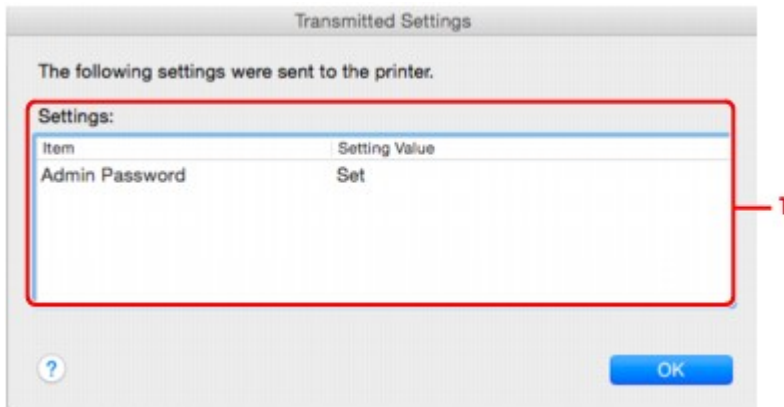 Transmitted Settings
The following settings were sent to the printer.
Settings:
Item Setting Value
Admin Password Set
1
?
OK